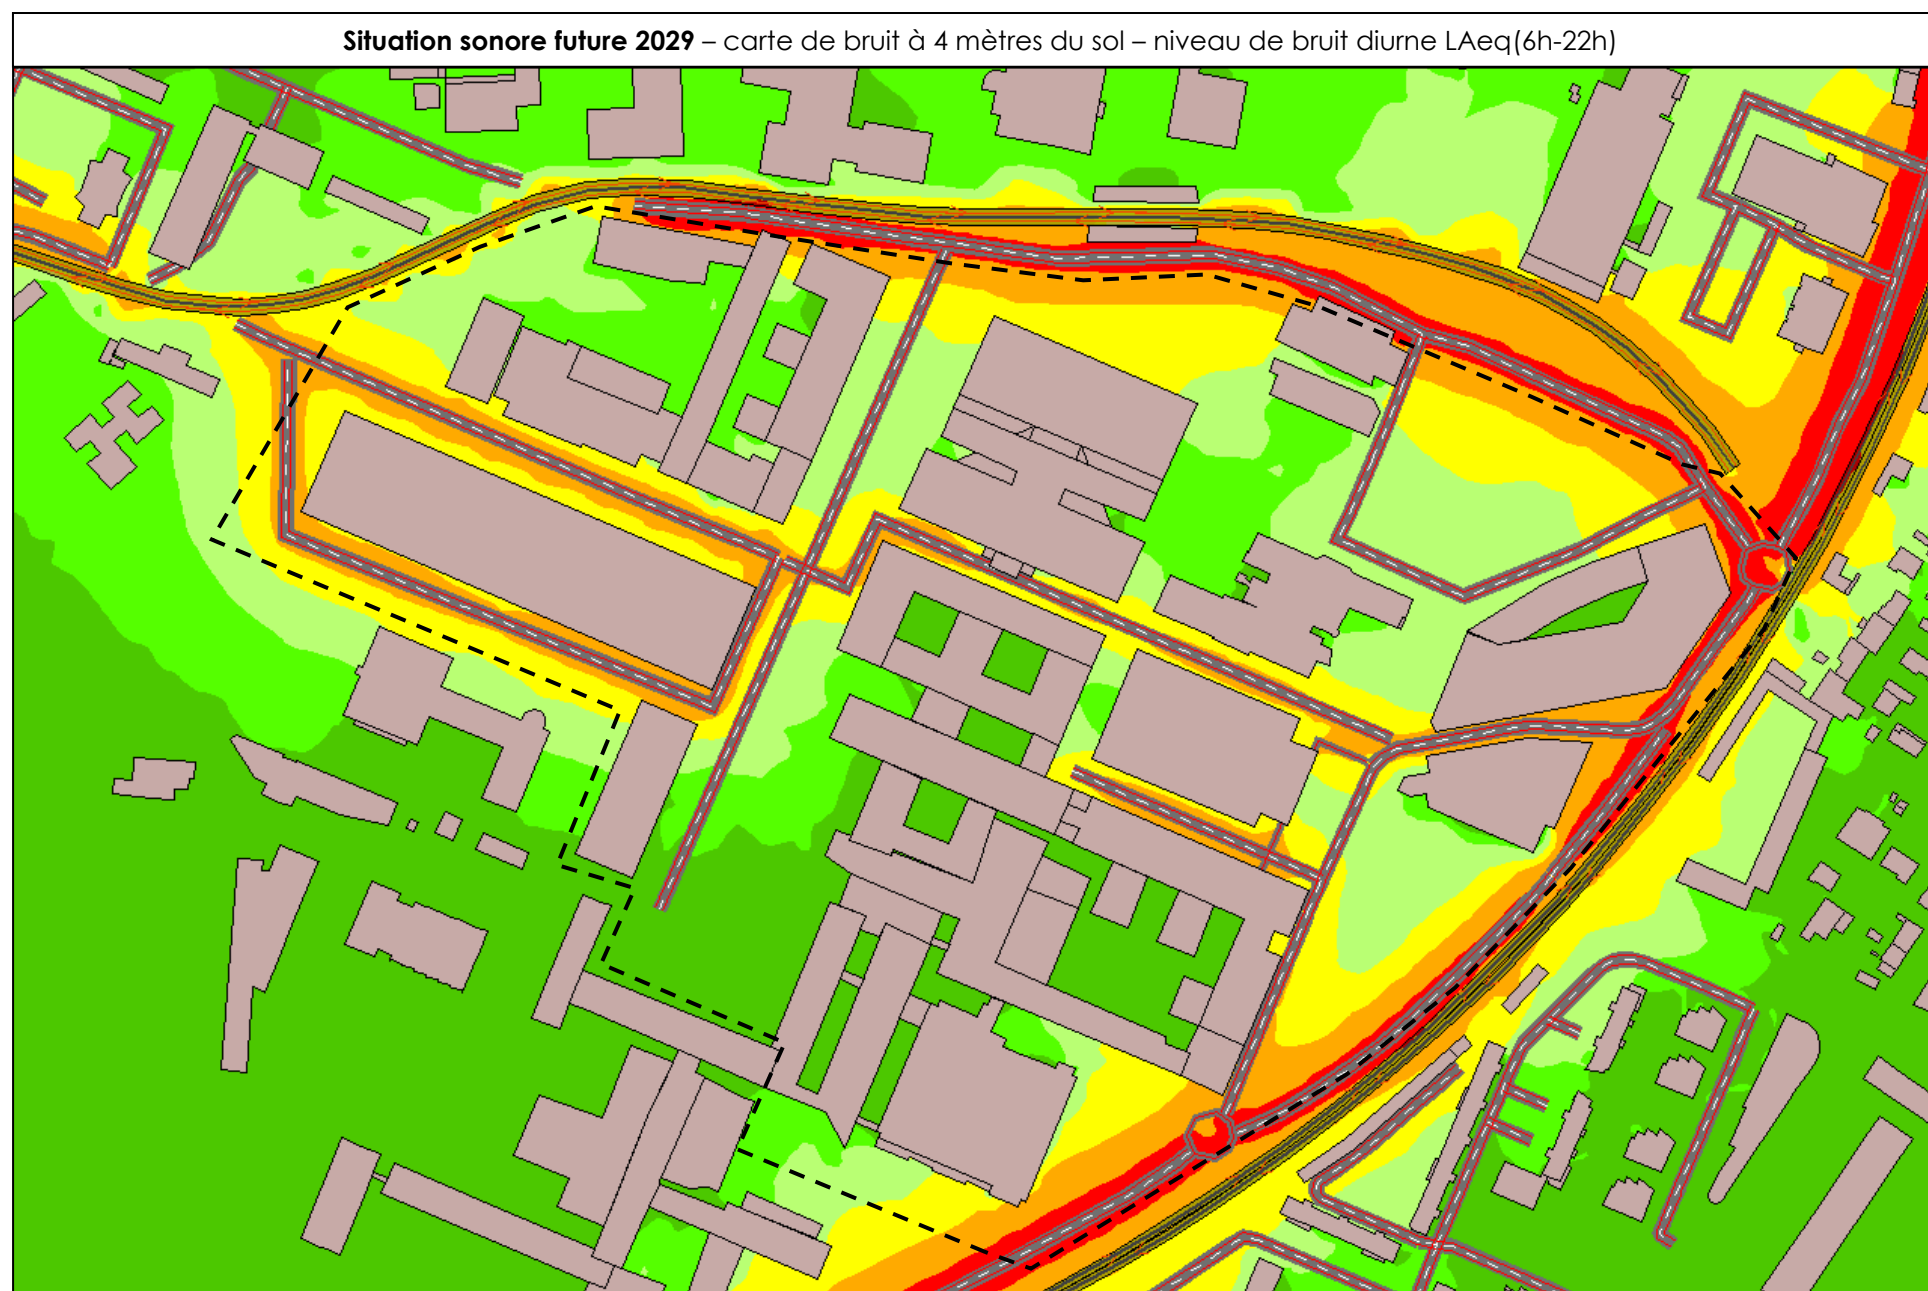 Situation sonore future 2029 – carte de bruit à 4 mètres du sol – niveau de bruit diurne LAeq(6h-22h)